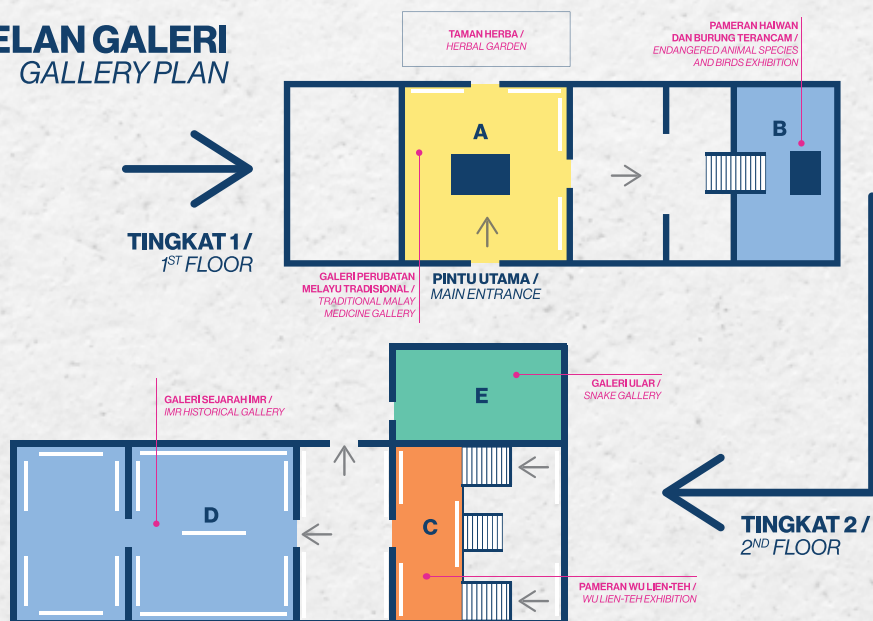 ELAN GALERI
GALLERY PLAN
TAMAN HERBA /
HERBAL GARDEN
PAMERAN HAIWAN
DAN BURUNG TERANCAM /
ENDANGERED ANIMAL SPECIES
AND BIRDS EXHIBITION
A
B
TINGKAT 1 /
1ST FLOOR
GALERI PERUBATAN
MELAYU TRADISIONAL /
TRADITIONAL MALAY
MEDICINE GALLERY
PINTU UTAMA /
MAIN ENTRANCE
GALERI SEJARAH IMR /
IMR HISTORICAL GALLERY
E
GALERI ULAR /
SNAKE GALLERY
D
C
TINGKAT 2 /
2ND FLOOR
PAMERAN WU LIEN-TEH /
WU LIEN-TEH EXHIBITION